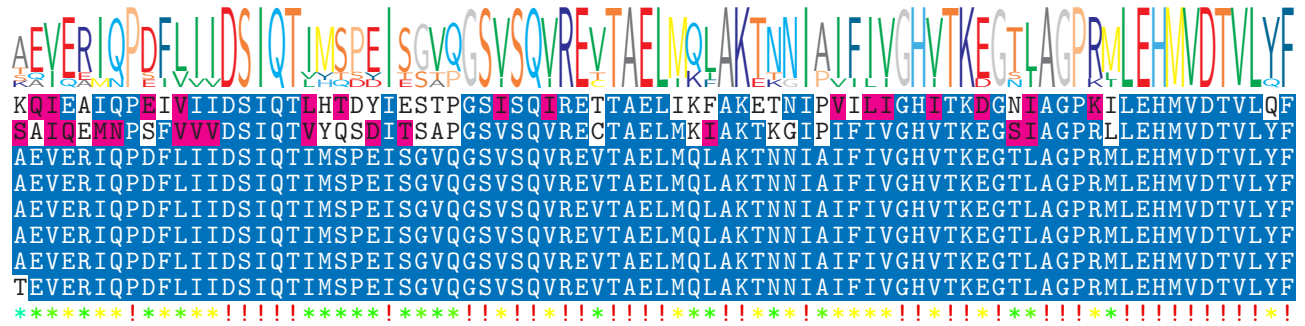 AEVERIQPDFLIIDSIQTIMSPEISGVQGSVSQVREVTAELMQLAKTNNIAIFIVGHVTKEGTLAGPRMLEHMVDTVLYF
KQIEAIQPEIVIIDSIQTLHTDYIESTPGSISQIRETTAELIKFAKETNIPVILIGHITKDGNIAGPKILEHMVDTVLQF
SAIQEMNPSFVVVDSIQTVYQSDITSAPGSVSQVRECTAELMKIAKTKGIPIFIVGHVTKEGSIAGPRLLEHMVDTVLYF
AEVERIQPDFLIIDSIQTIMSPEISGVQGSVSQVREVTAELMQLAKTNNIAIFIVGHVTKEGTLAGPRMLEHMVDTVLYF
AEVERIQPDFLIIDSIQTIMSPEISGVQGSVSQVREVTAELMQLAKTNNIAIFIVGHVTKEGTLAGPRMLEHMVDTVLYF
AEVERIQPDFLIIDSIQTIMSPEISGVQGSVSQVREVTAELMQLAKTNNIAIFIVGHVTKEGTLAGPRMLEHMVDTVLYF
AEVERIQPDFLIIDSIQTIMSPEISGVQGSVSQVREVTAELMQLAKTNNIAIFIVGHVTKEGTLAGPRMLEHMVDTVLYF
AEVERIQPDFLIIDSIQTIMSPEISGVQGSVSQVREVTAELMQLAKTNNIAIFIVGHVTKEGTLAGPRMLEHMVDTVLYF
TEVERIQPDFLIIDSIQTIMSPEISGVQGSVSQVREVTAELMQLAKTNNIAIFIVGHVTKEGTLAGPRMLEHMVDTVLYF
*******!*****!!!!!*****!****!!*!!*!!*!!!!***!!***!*****!!*!!*!**!!!**!!!!!!!!!*!